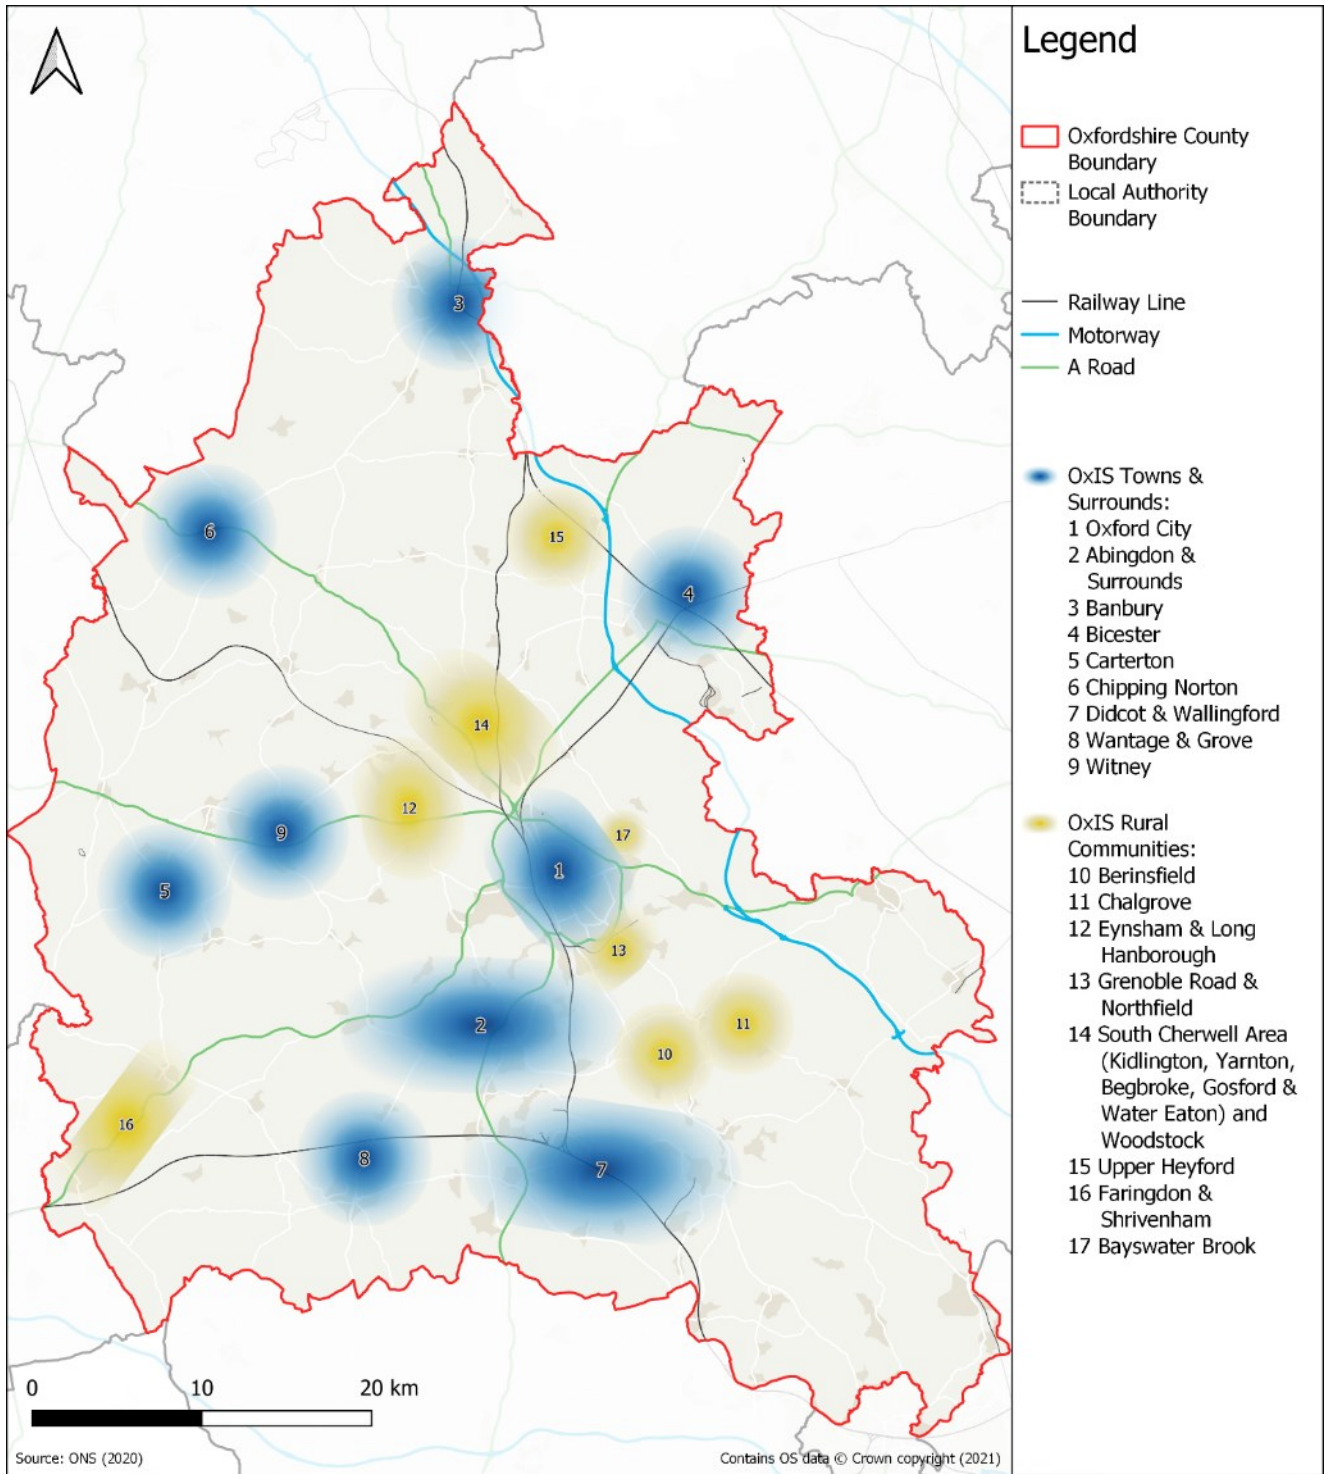 Legend
Oxfordshire County
Boundary
Local Authority
Boundary
Railway Line
Motorway
A Road
OxIS Towns &
Surrounds:
1 Oxford City
2 Abingdon &
Surrounds
3 Banbury
4 Bicester
5 Carterton
6 Chipping Norton
7 Didcot & Wallingford
8 Wantage & Grove
9 Witney
OxIS Rural
Communities:
10 Berinsfield
11 Chalgrove
12 Eynsham & Long
Hanborough
13 Grenoble Road &
Northfield
14 South Cherwell Area
(Kidlington, Yarnton,
Begbroke, Gosford &
Water Eaton) and
Woodstock
15 Upper Heyford
16 Faringdon &
Shrivenham
17 Bayswater Brook
3
6
15
4
14
12
9
17
1
5
13
2
11
10
16
8
7
0 10 20 km
Source: ONS (2020)
Contains OS data © Crown copyright (2021)